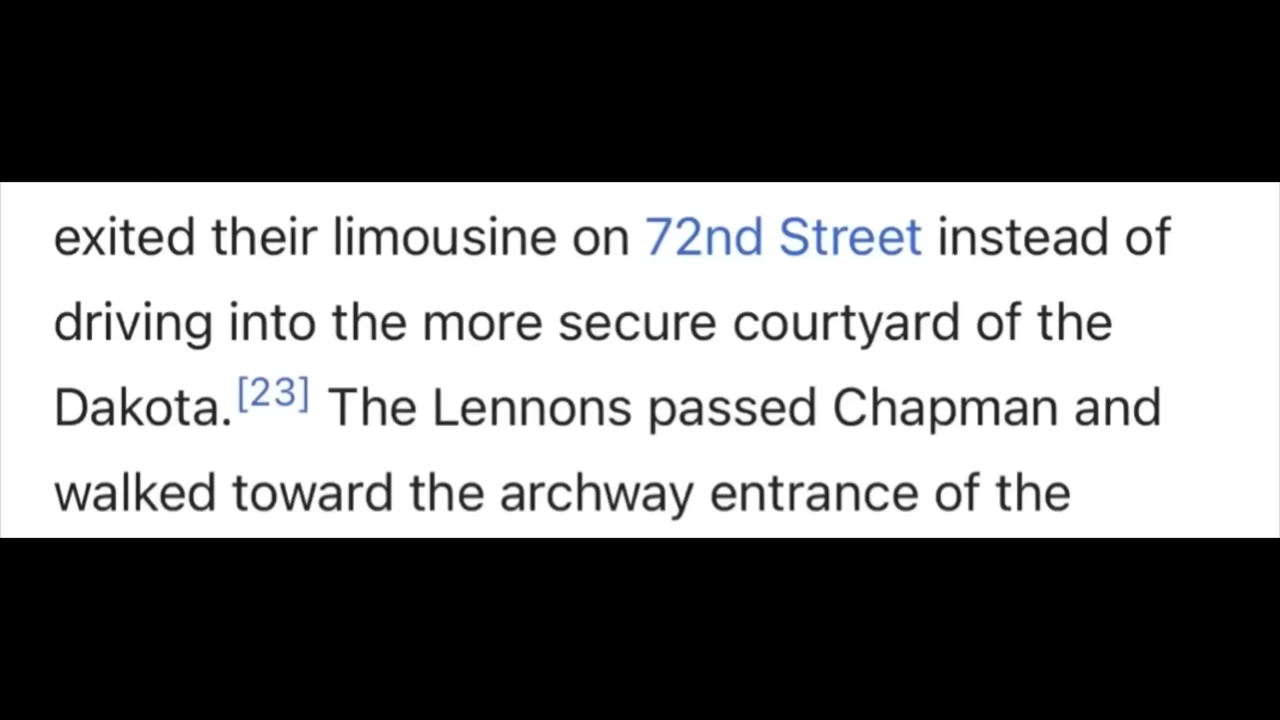 exited their limousine on 72nd Street instead of
driving into the more secure courtyard of the
Dakota.[23] The Lennons passed Chapman and
walked toward the archway entrance of the